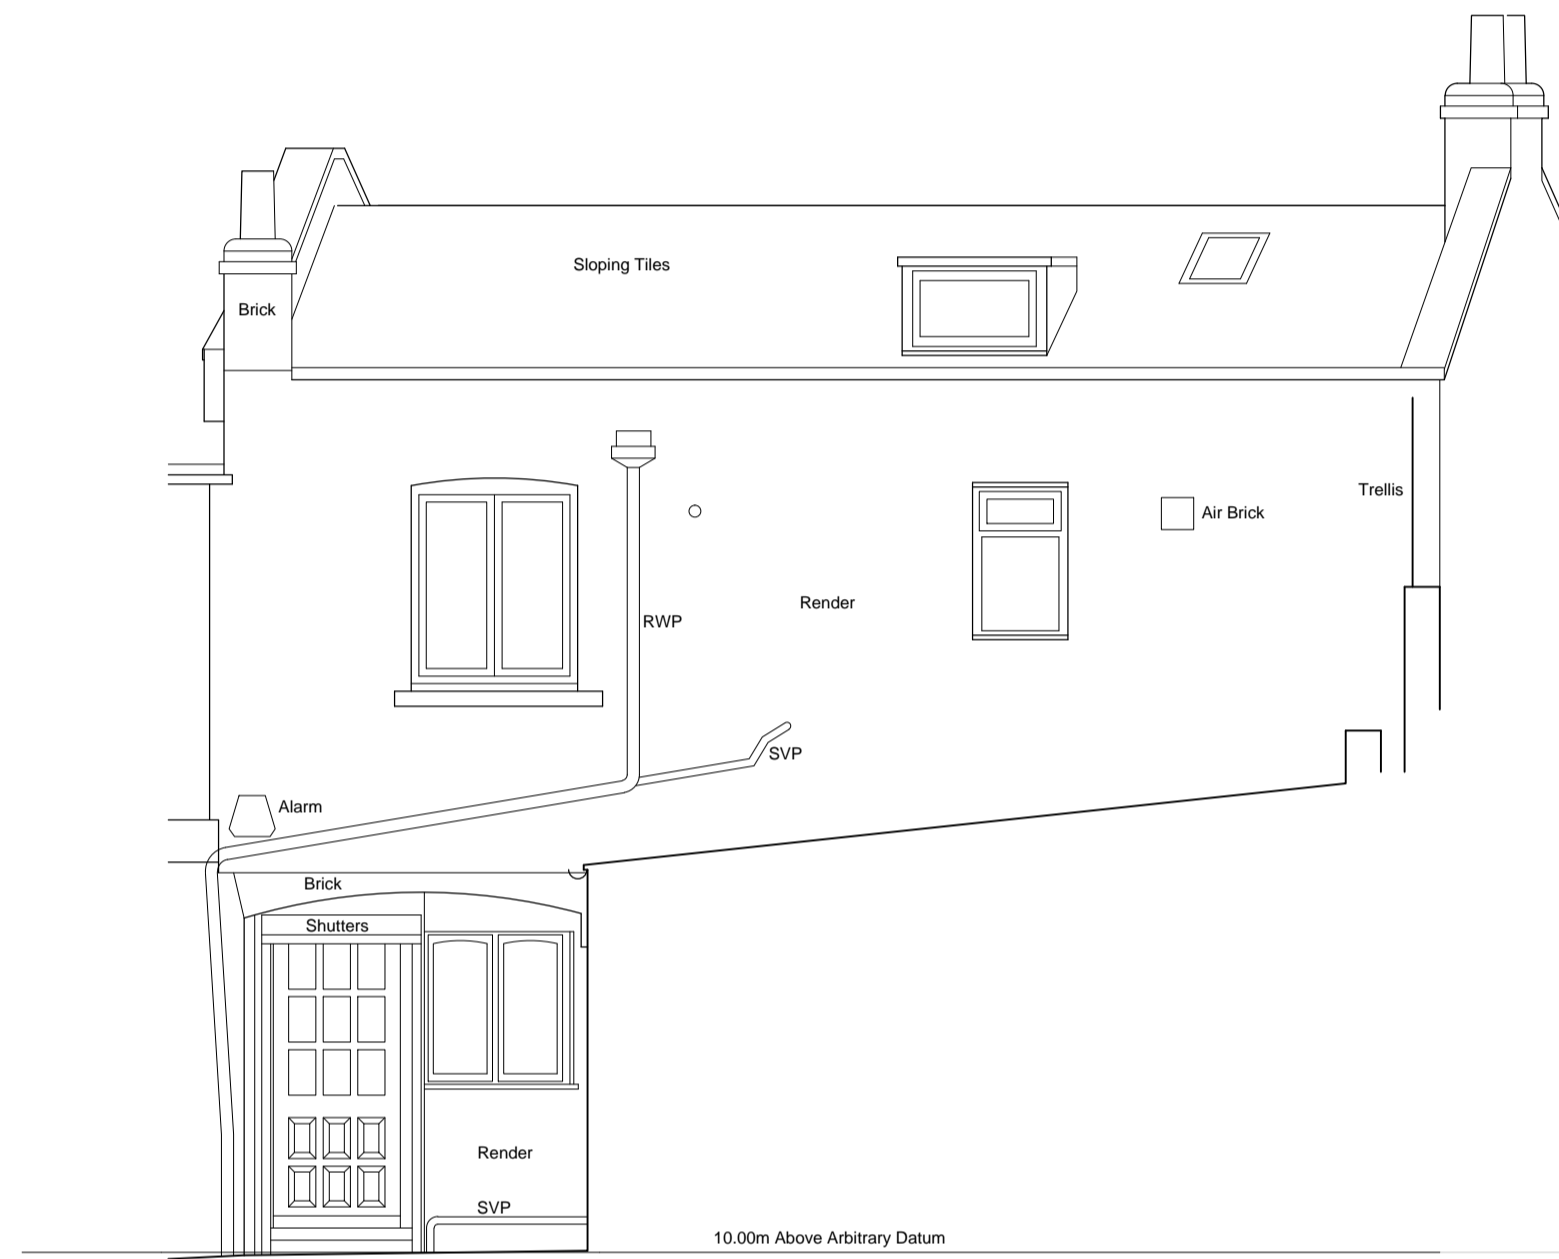 Sloping Tiles
Brick
Trellis
Air Brick
Render
RWP
SVP
Alarm
Brick
Shutters
Render
SVP
10.00m Above Arbitrary Datum